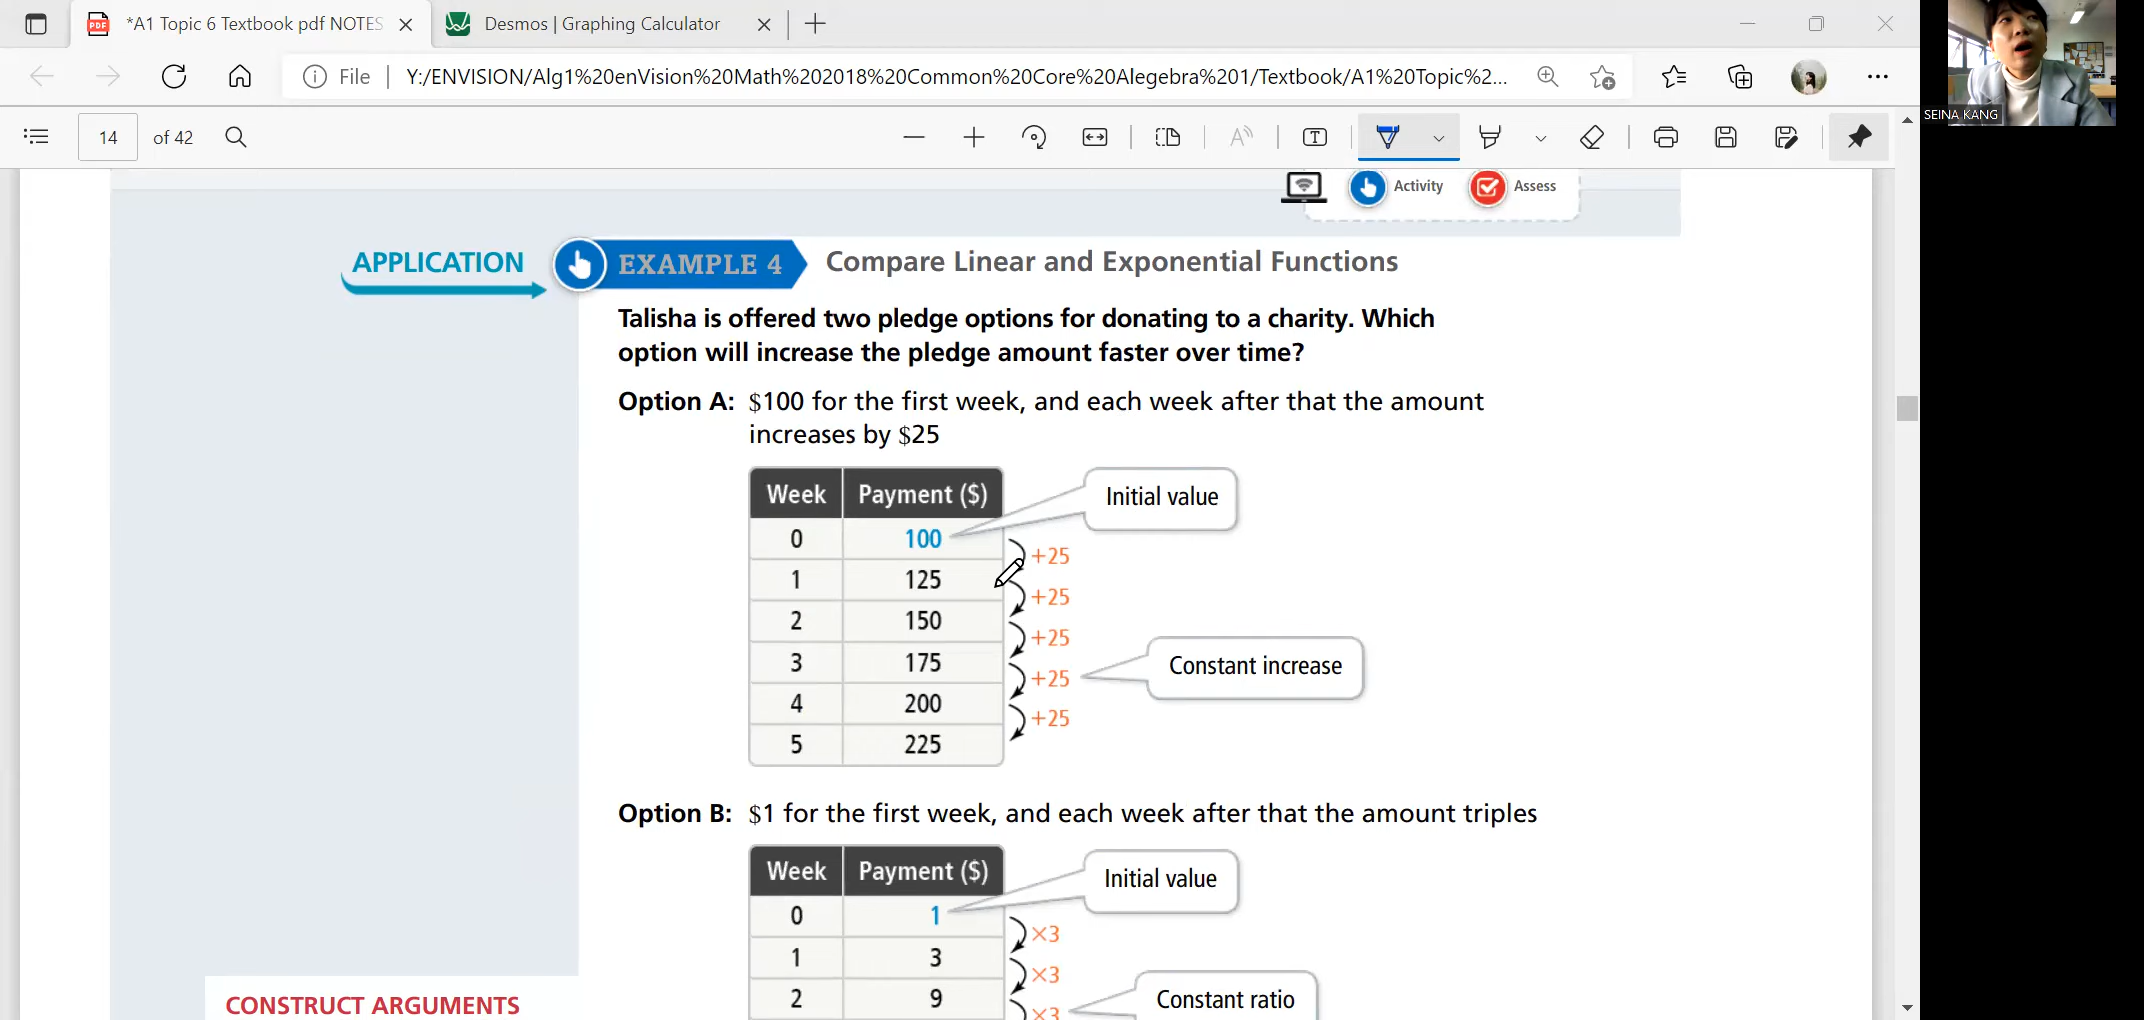 *A1 Topic 6 Textbook pdf NOTES
Desmos | Graphing Calculator
File
Y:/ENVISION/Alg1%20enVision%20Math%202018%20Common%20Core%20Alegebra%201/Textbook/A1%20Topic%2...
SEINA KANG
14 of 42
Activity
Assess
APPLICATION
EXAMPLE 4
Compare Linear and Exponential Functions
Talisha is offered two pledge options for donating to a charity. Which
option will increase the pledge amount faster over time?
Option A: $100 for the first week, and each week after that the amount
increases by $25
Week Payment ($)
Initial value
0 100
+25
1 125
+25
2 150
+25
3 175
Constant increase
+25
4 200
+25
5 225
Option B: $1 for the first week, and each week after that the amount triples
Week Payment ($)
Initial value
0 1
×3
1 3
×3
2 9
Constant ratio
×3
CONSTRUCT ARGUMENTS